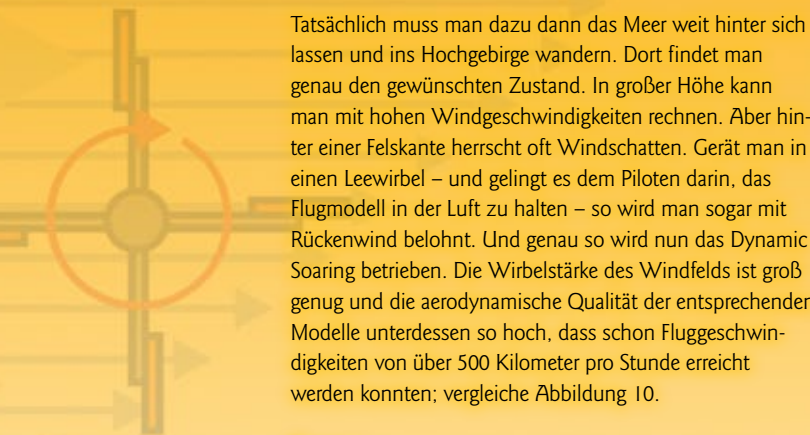 Tatsächlich muss man dazu dann das Meer weit hinter sich
lassen und ins Hochgebirge wandern. Dort findet man
genau den gewünschten Zustand. In großer Höhe kann
man mit hohen Windgeschwindigkeiten rechnen. Aber hin-
ter einer Felskante herrscht oft Windschatten. Gerät man in
einen Leewirbel – und gelingt es dem Piloten darin, das
Flugmodell in der Luft zu halten – so wird man sogar mit
Rückenwind belohnt. Und genau so wird nun das Dynamic
Soaring betrieben. Die Wirbelstärke des Windfelds ist groß
genug und die aerodynamische Qualität der entsprechenden
Modelle unterdessen so hoch, dass schon Fluggeschwin-
digkeiten von über 500 Kilometer pro Stunde erreicht
werden konnten; vergleiche Abbildung 10.